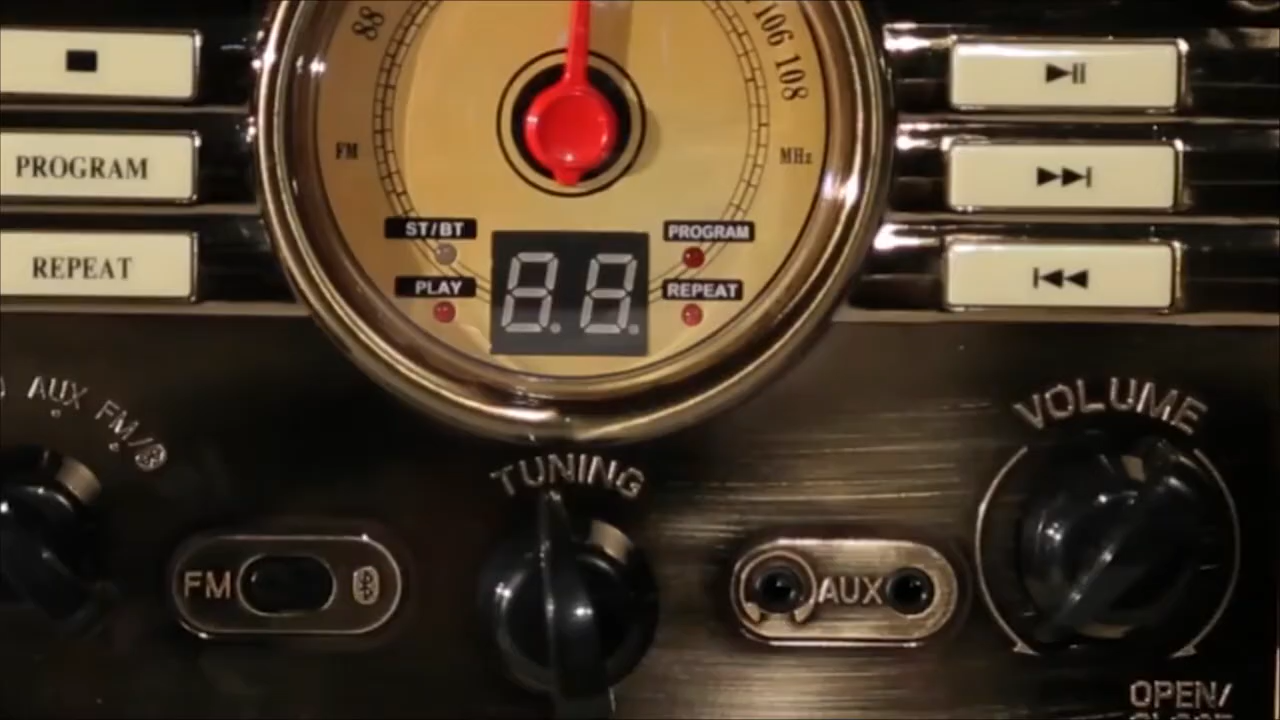 88
106 108
FM
MHz
PROGRAM
REPEAT
ST/BT
PROGRAM
PLAY
8.8.
REPEAT
AUX FM/
TUNING
VOLUME
FM
AUX
OPEN/